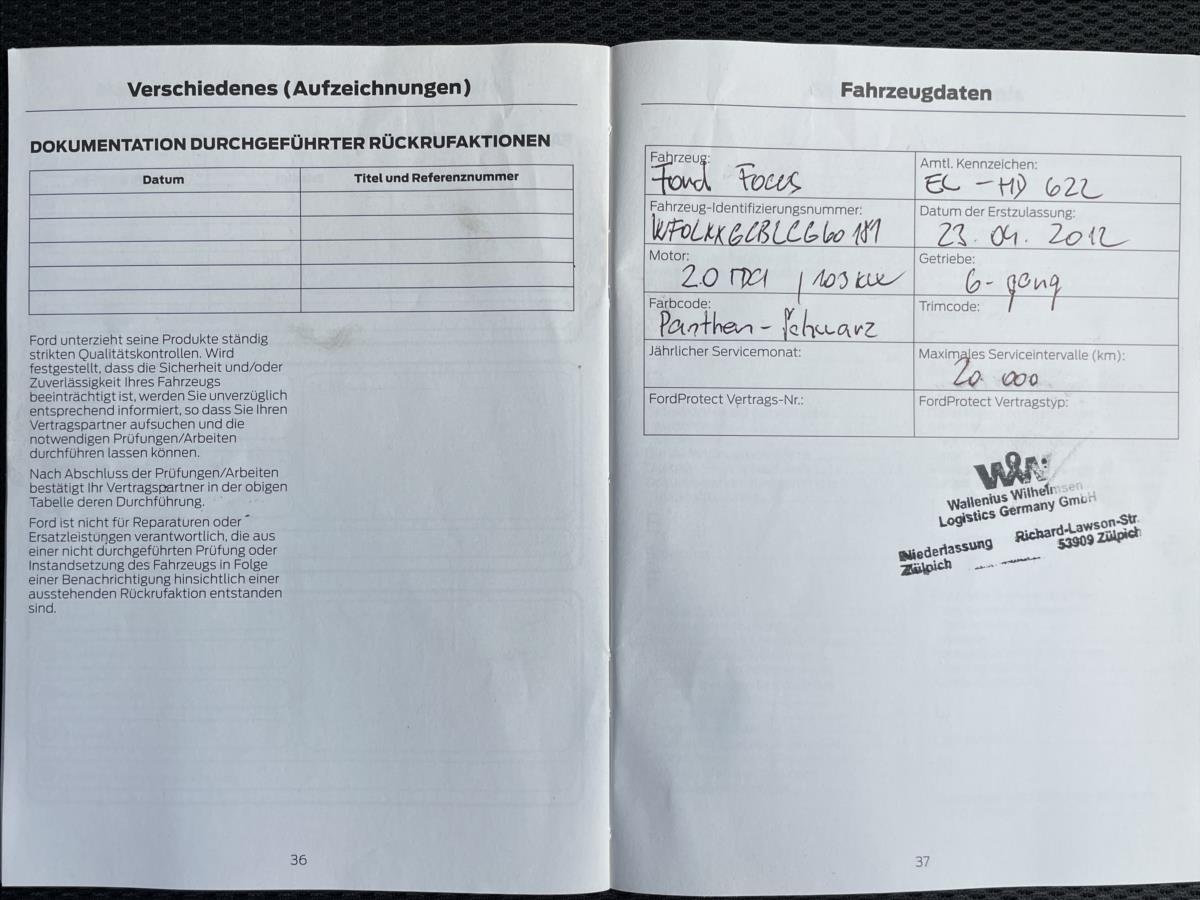 Verschiedenes (Aufzeichnungen)
DOKUMENTATION DURCHGEFÜHRTER RÜCKRUFAKTIONEN
Datum Titel und Referenznummer
Ford unterzieht seine Produkte ständig
strikten Qualitätskontrollen. Wird
festgestellt, dass die Sicherheit und/oder
Zuverlässigkeit Ihres Fahrzeugs
beeinträchtigt ist, werden Sie unverzüglich
entsprechend informiert, so dass Sie Ihren
Vertragspartner aufsuchen und die
notwendigen Prüfungen/Arbeiten
durchführen lassen können.
Nach Abschluss der Prüfungen/Arbeiten
bestätigt Ihr Vertragspartner in der obigen
Tabelle deren Durchführung.
Ford ist nicht für Reparaturen oder
Ersatzleistungen verantwortlich, die aus
einer nicht durchgeführten Prüfung oder
Instandsetzung des Fahrzeugs in Folge
einer Benachrichtigung hinsichtlich einer
ausstehenden Rückrufaktion entstanden
sind.
36
Fahrzeugdaten
Fahrzeug: Amtl. Kennzeichen:
Ford Focus EL - HD 622
Fahrzeug-Identifizierungsnummer: Datum der Erstzulassung:
WF0LXXGCBLCG60181 23. 04. 2012
Motor: Getriebe:
2.0 TDCI / 103 kW 6-gang
Farbcode: Trimcode:
Panther - Schwarz
Jährlicher Servicemonat: Maximales Serviceintervalle (km):
20 000
FordProtect Vertrags-Nr.: FordProtect Vertragstyp:
W&W
Wallenius Wilhelmsen
Logistics Germany GmbH
Niederlassung Richard-Lawson-Str.
Zülpich 53909 Zülpich
37